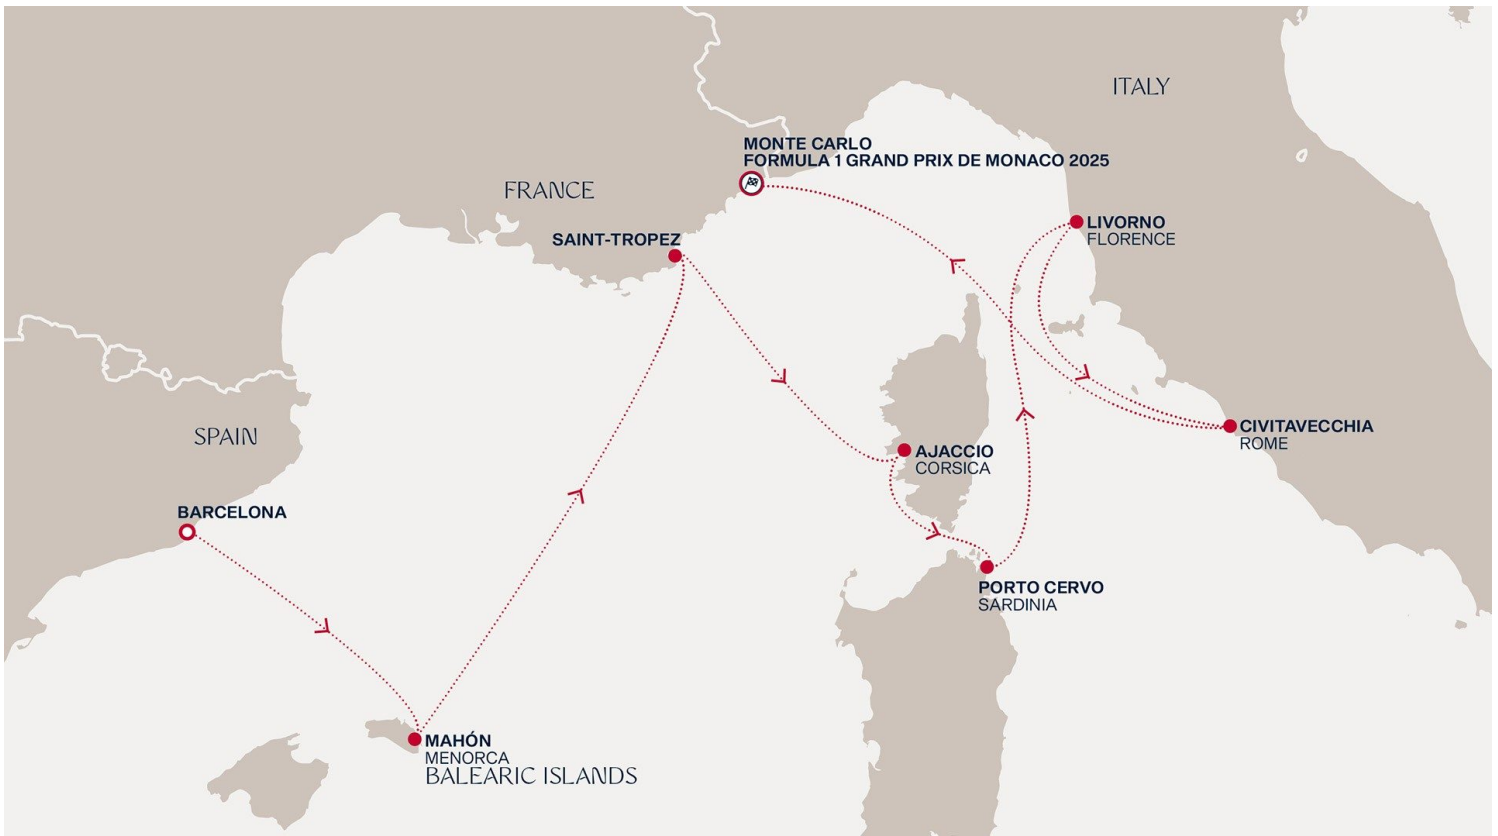 ITALY
MONTE CARLO
FORMULA 1 GRAND PRIX DE MONACO 2025
FRANCE
SAINT-TROPEZ
LIVORNO
FLORENCE
SPAIN
CIVITAVECCHIA
ROME
AJACCIO
CORSICA
BARCELONA
PORTO CERVO
SARDINIA
MAHÓN
MENORCA
BALEARIC ISLANDS